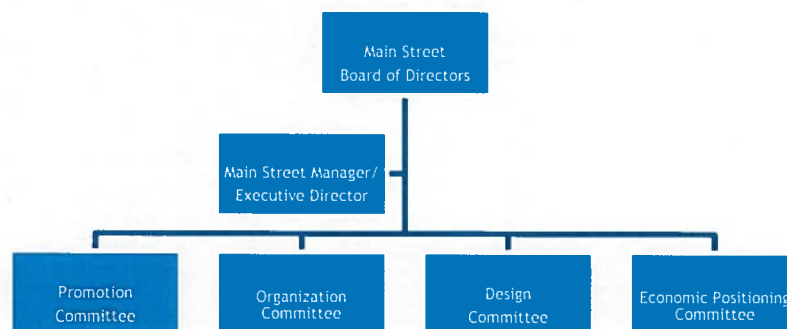 Main Street
Board of Directors
Main Street Manager/
Executive Director
Promotion
Committee
Organization
Committee
Design
Committee
Economic Positioning
Committee